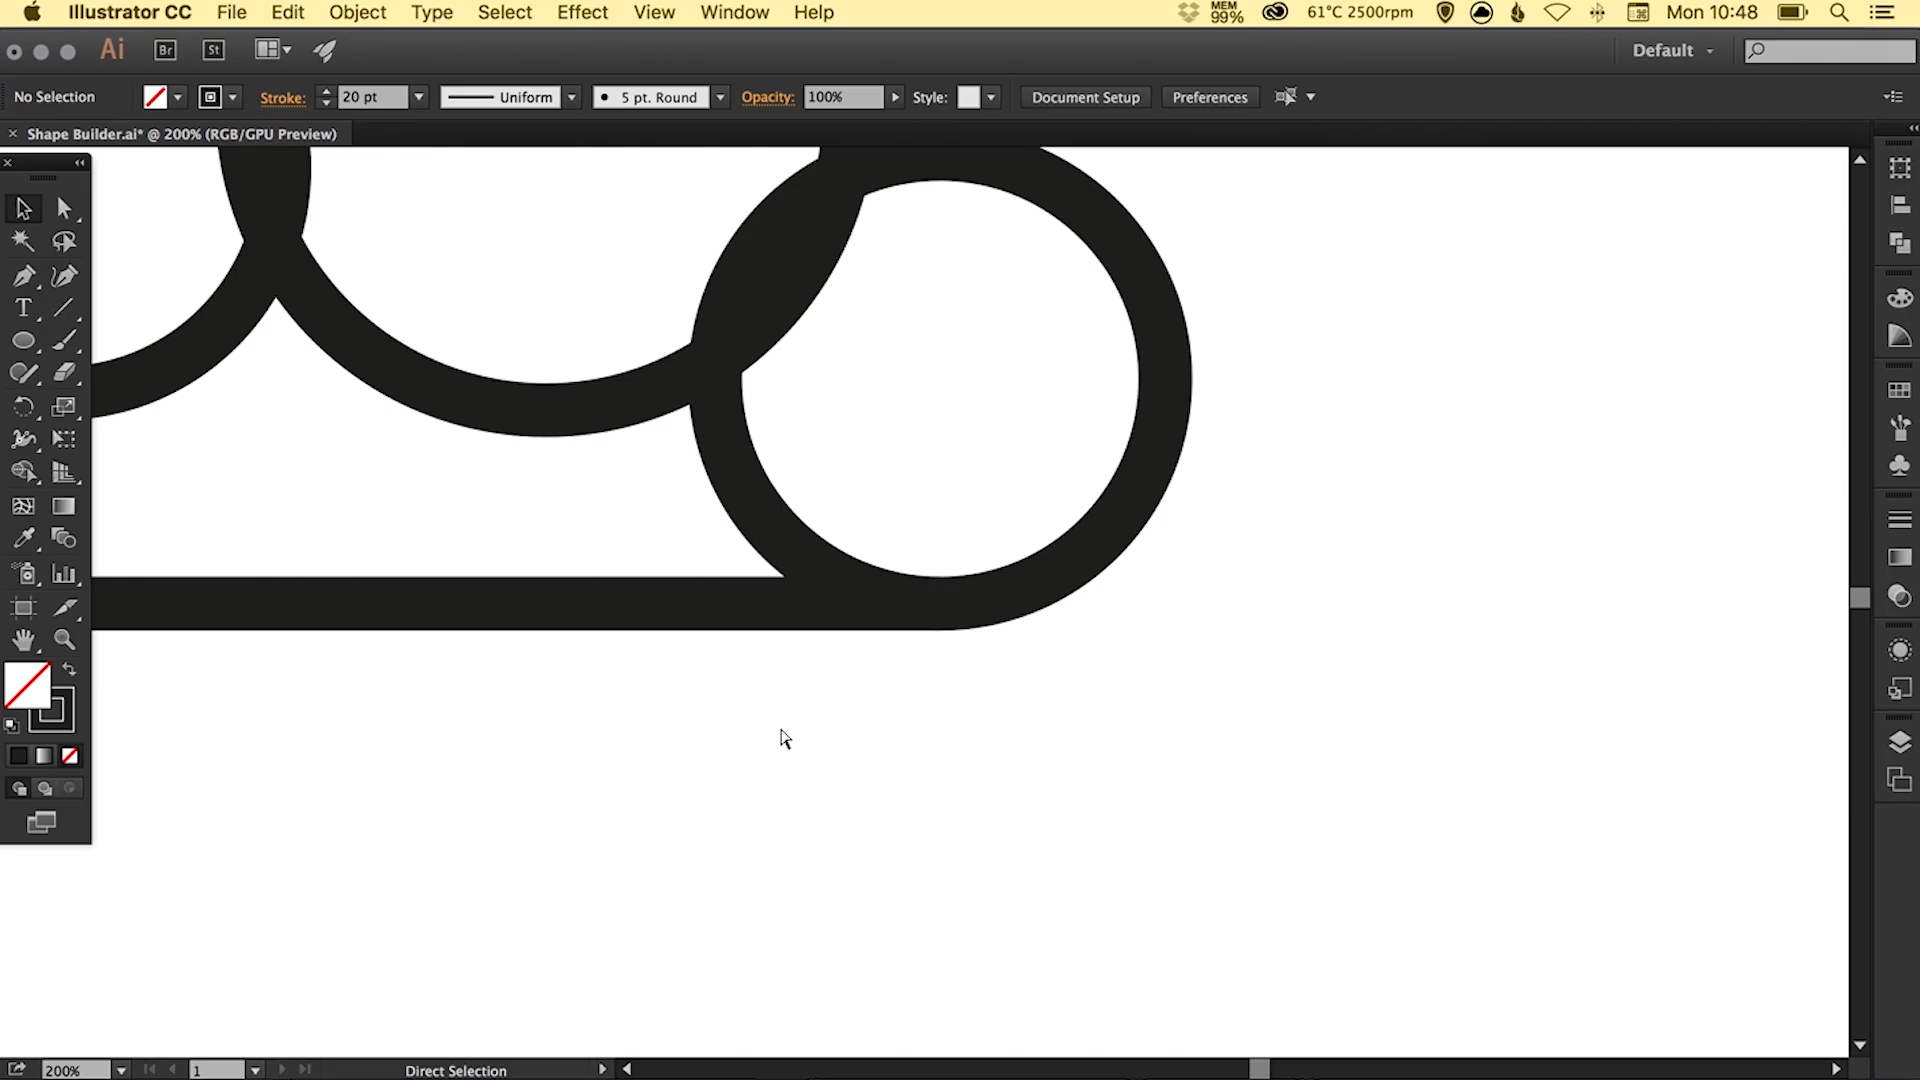 Illustrator CC File Edit Object Type Select Effect View Window Help MEM 99% 61°C 2500rpm Mon 10:48
Ai Br St Default
No Selection Stroke: 20 pt Uniform 5 pt. Round Opacity: 100% Style: Document Setup Preferences
Shape Builder.ai* @ 200% (RGB/GPU Preview)
200% 1 Direct Selection